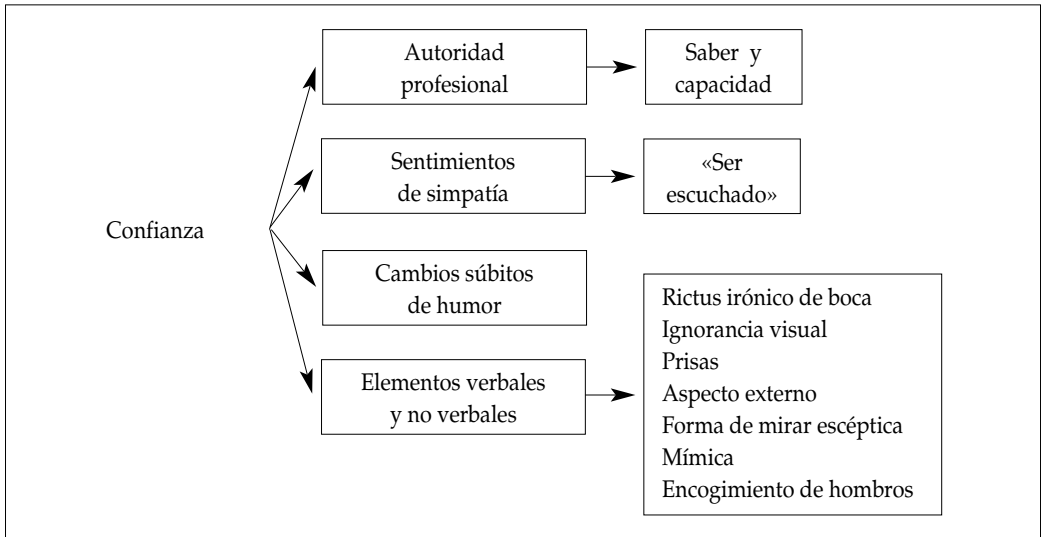 Confianza
Autoridad
profesional
Saber y
capacidad
Sentimientos
de simpatía
«Ser
escuchado»
Cambios súbitos
de humor
Elementos verbales
y no verbales
Rictus irónico de boca
Ignorancia visual
Prisas
Aspecto externo
Forma de mirar escéptica
Mímica
Encogimiento de hombros